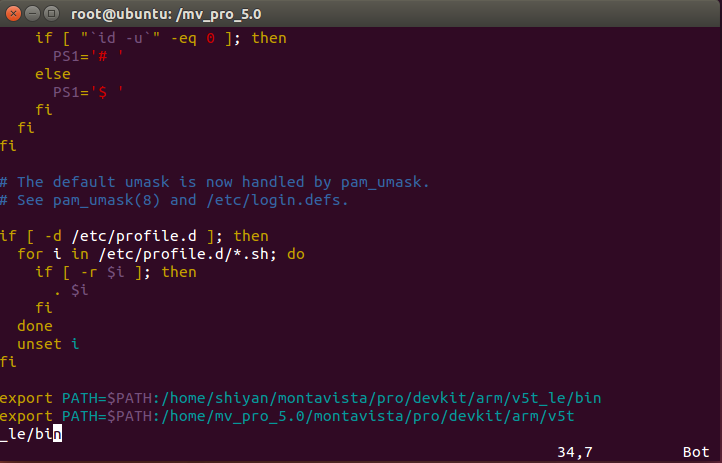 root@ubuntu: /mv_pro_5.0
if [ "`id -u`" -eq 0 ]; then
PS1='# '
else
PS1='$ '
fi
fi
fi
# The default umask is now handled by pam_umask.
# See pam_umask(8) and /etc/login.defs.
if [ -d /etc/profile.d ]; then
for i in /etc/profile.d/*.sh; do
if [ -r $i ]; then
. $i
fi
done
unset i
fi
export PATH=$PATH:/home/shiyan/montavista/pro/devkit/arm/v5t_le/bin
export PATH=$PATH:/home/mv_pro_5.0/montavista/pro/devkit/arm/v5t
_le/bin
34,7 Bot